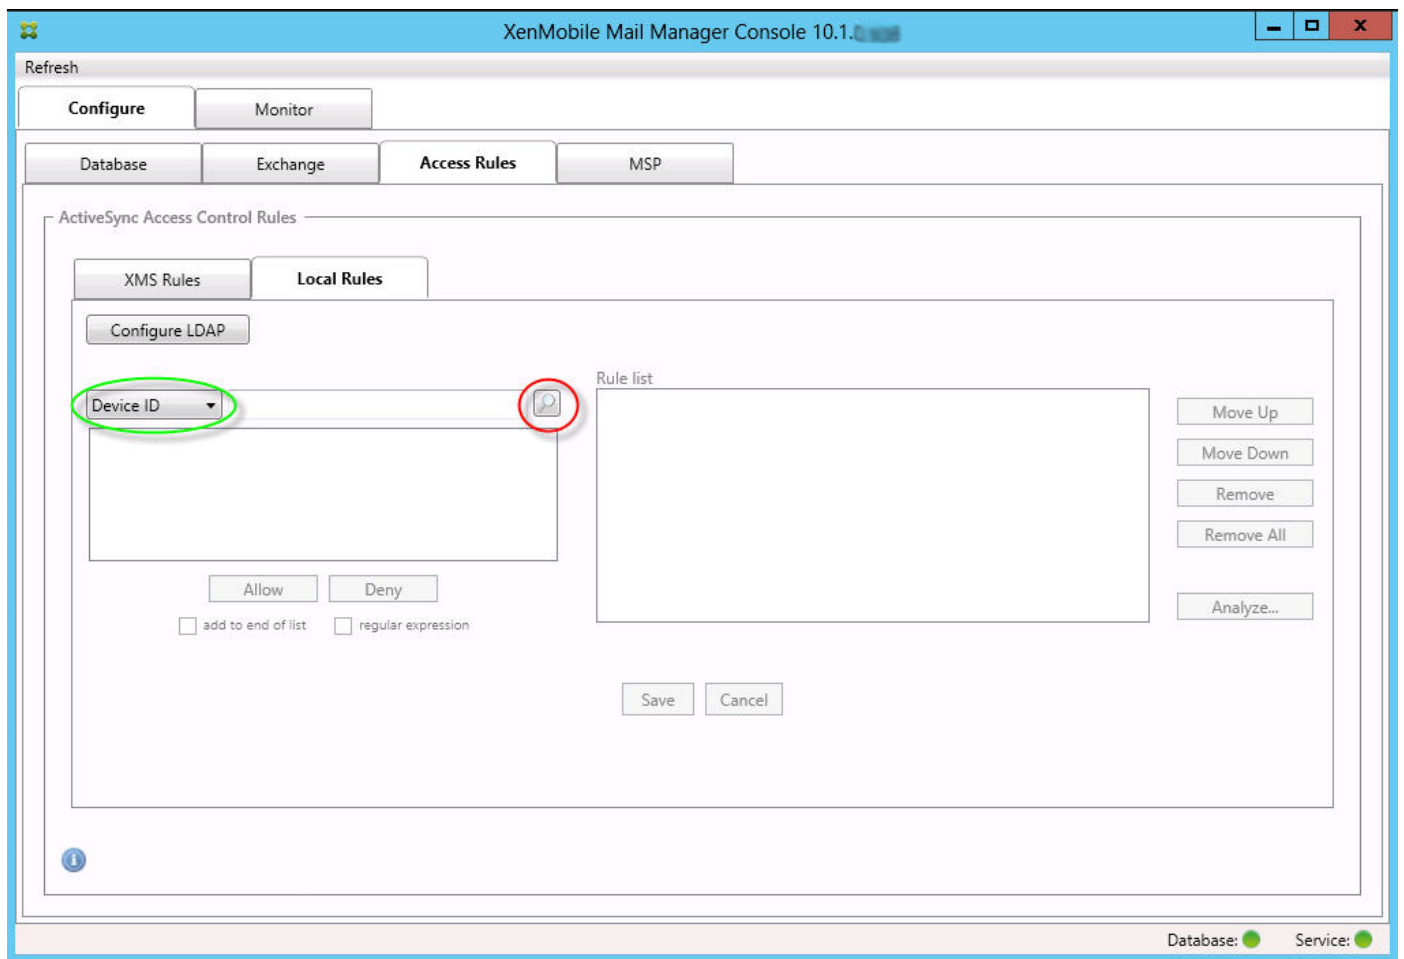 XenMobile Mail Manager Console 10.1.
Refresh
Configure Monitor
Database Exchange Access Rules MSP
ActiveSync Access Control Rules
XMS Rules Local Rules
Configure LDAP
Rule list
Device ID
Move Up
Move Down
Remove
Remove All
Allow Deny
Analyze...
add to end of list regular expression
Save Cancel
Database: Service: